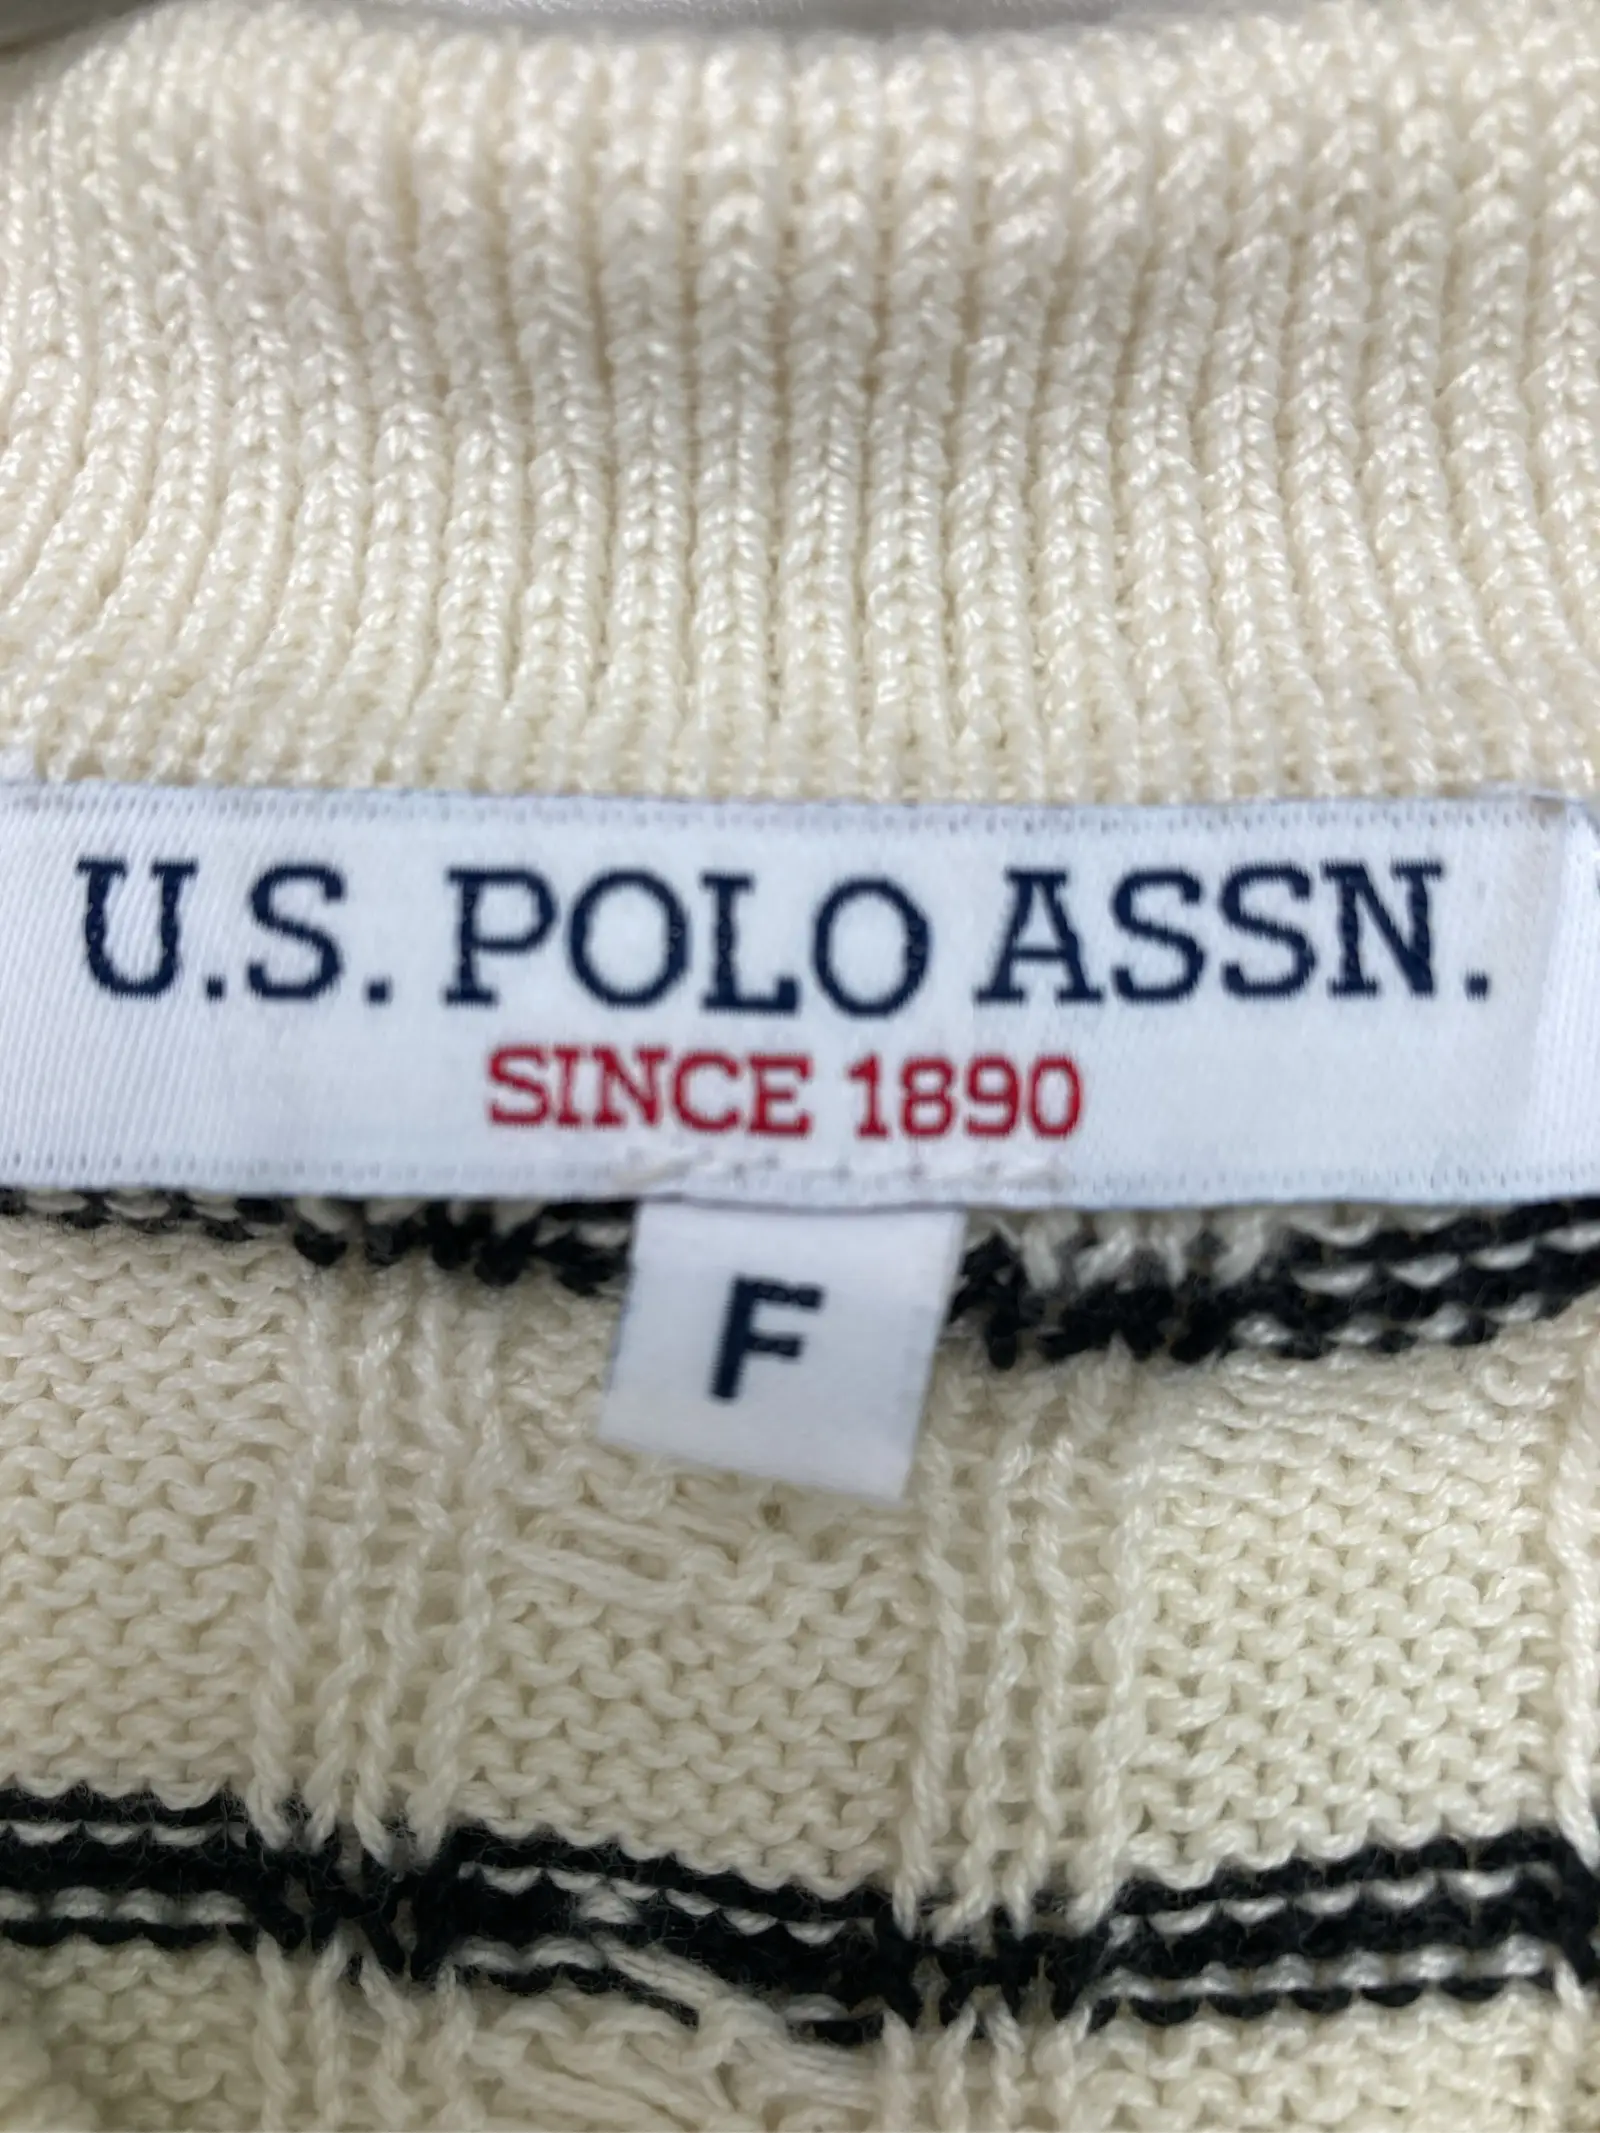 U.S. POLO ASSN.
SINCE 1890
F